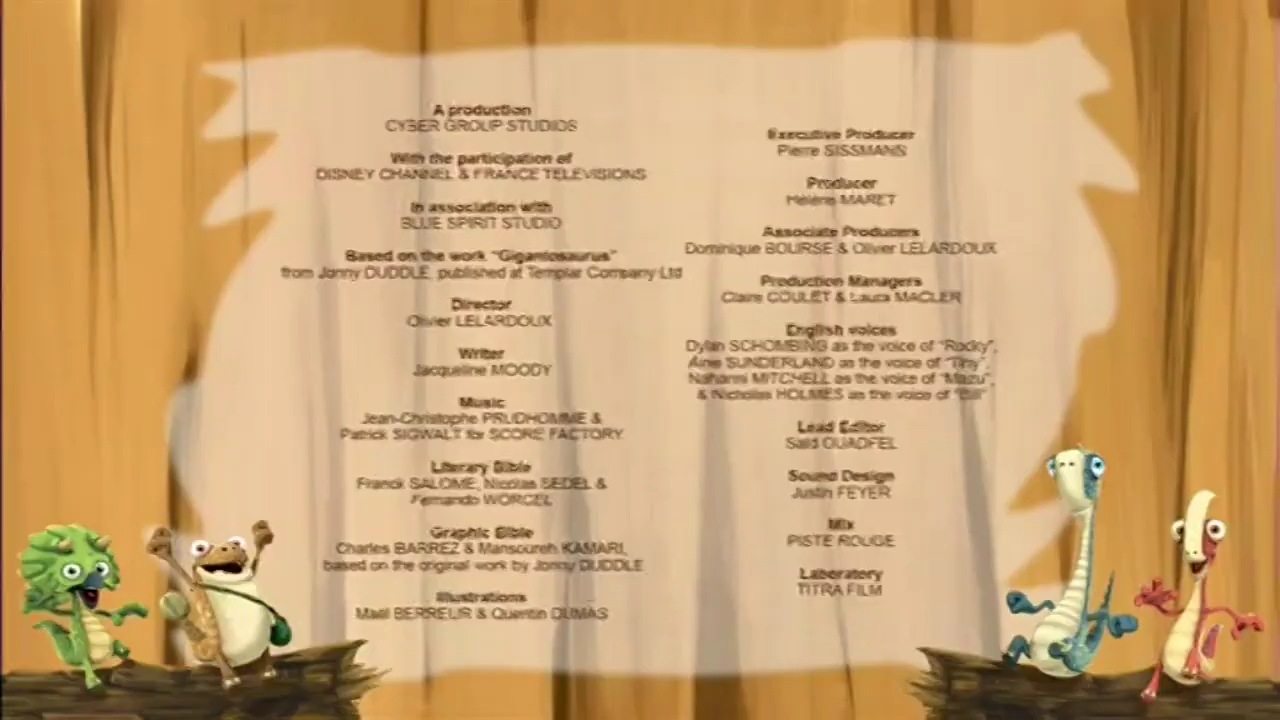 A production
CYBER GROUP STUDIOS
With the participation of
DISNEY CHANNEL & FRANCE TELEVISIONS
In association with
BLUE SPIRIT STUDIO
Based on the work "Gigantosaurus"
from Jonny DUDDLE, published at Templar Company Ltd
Director
Olivier LELARDOUX
Writer
Jacqueline MOODY
Music
Jean-Christophe PRUDHOMME &
Patrick SIGWALT for SCORE FACTORY
Literary Bible
Franck SALOME, Nicolas SEDEL &
Fernando WORCEL
Graphic Bible
Charles BARREZ & Mansoureh KAMARI,
based on the original work by Jonny DUDDLE
Illustrations
Maël BERREUR & Quentin DUMAS
Executive Producer
Pierre SISSMANN
Producer
Hélène MARET
Associate Producers
Dominique BOURSE & Olivier LELARDOUX
Production Managers
Claire COULET & Laura MACLER
English voices
Dylan SCHOMBING as the voice of "Rocky",
SUNDERLAND as the voice of "Tiny",
MITCHELL as the voice of "Mazu",
& Nicholas HOLMES as the voice of "Bill"
Lead Editor
Saïd OUADFEL
Sound Design
Justin FEYER
Mix
PISTE ROUGE
Laboratory
TITRA FILM